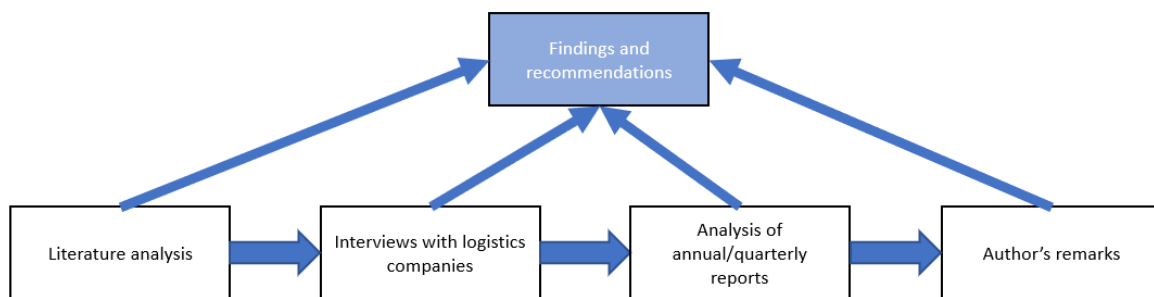 Findings and
recommendations
Literature analysis
Interviews with logistics
companies
Analysis of
annual/quarterly
reports
Author's remarks